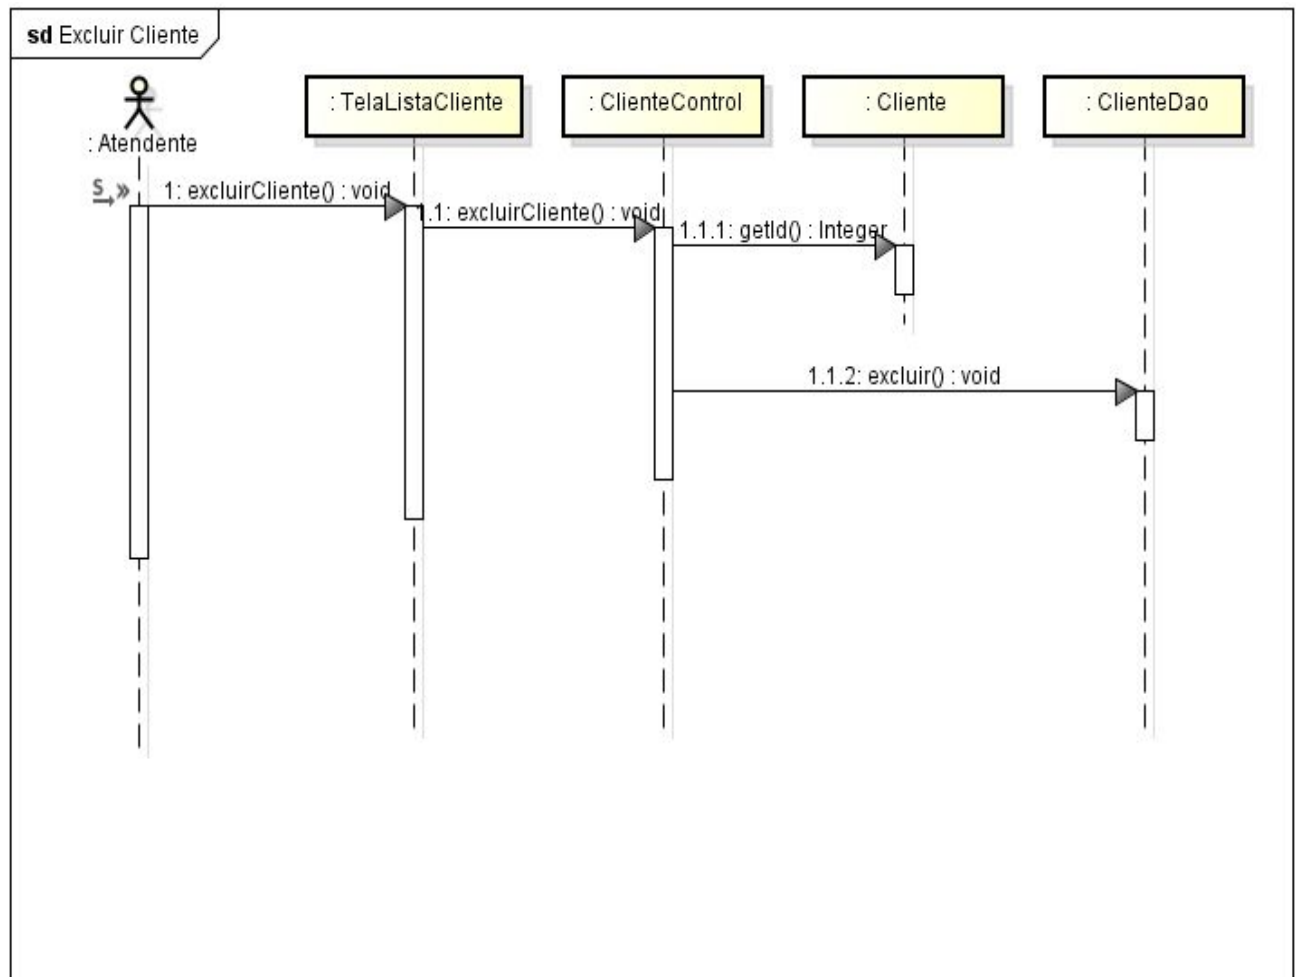 sd Excluir Cliente
: Atendente
: TelaListaCliente
: ClienteControl
: Cliente
: ClienteDao
S
1: excluirCliente() : void
.1: excluirCliente() : void
1.1.1: getId() : Integer
1.1.2: excluir() : void